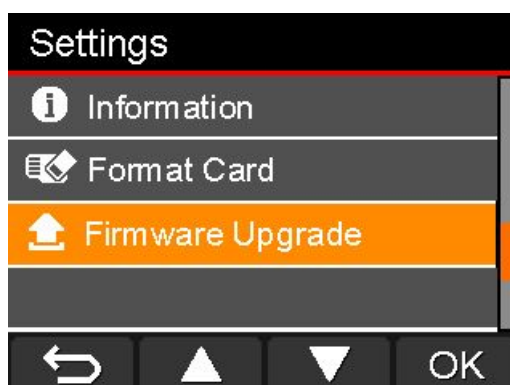 Settings
Information
Format Card
Firmware Upgrade
OK